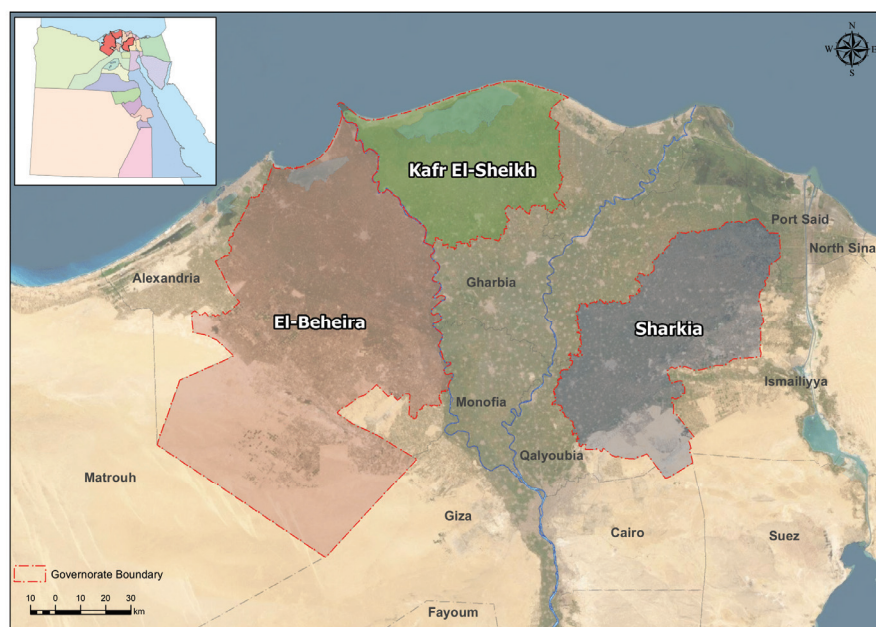 N
W E
S
Kafr El-Sheikh
Port Said
North Sina
Alexandria
Gharbia
El-Beheira
Sharkia
Ismailiyya
Monofia
Qalyoubia
Matrouh
Giza
Cairo
Suez
Governorate Boundary
10 0 10 20 30
km
Fayoum